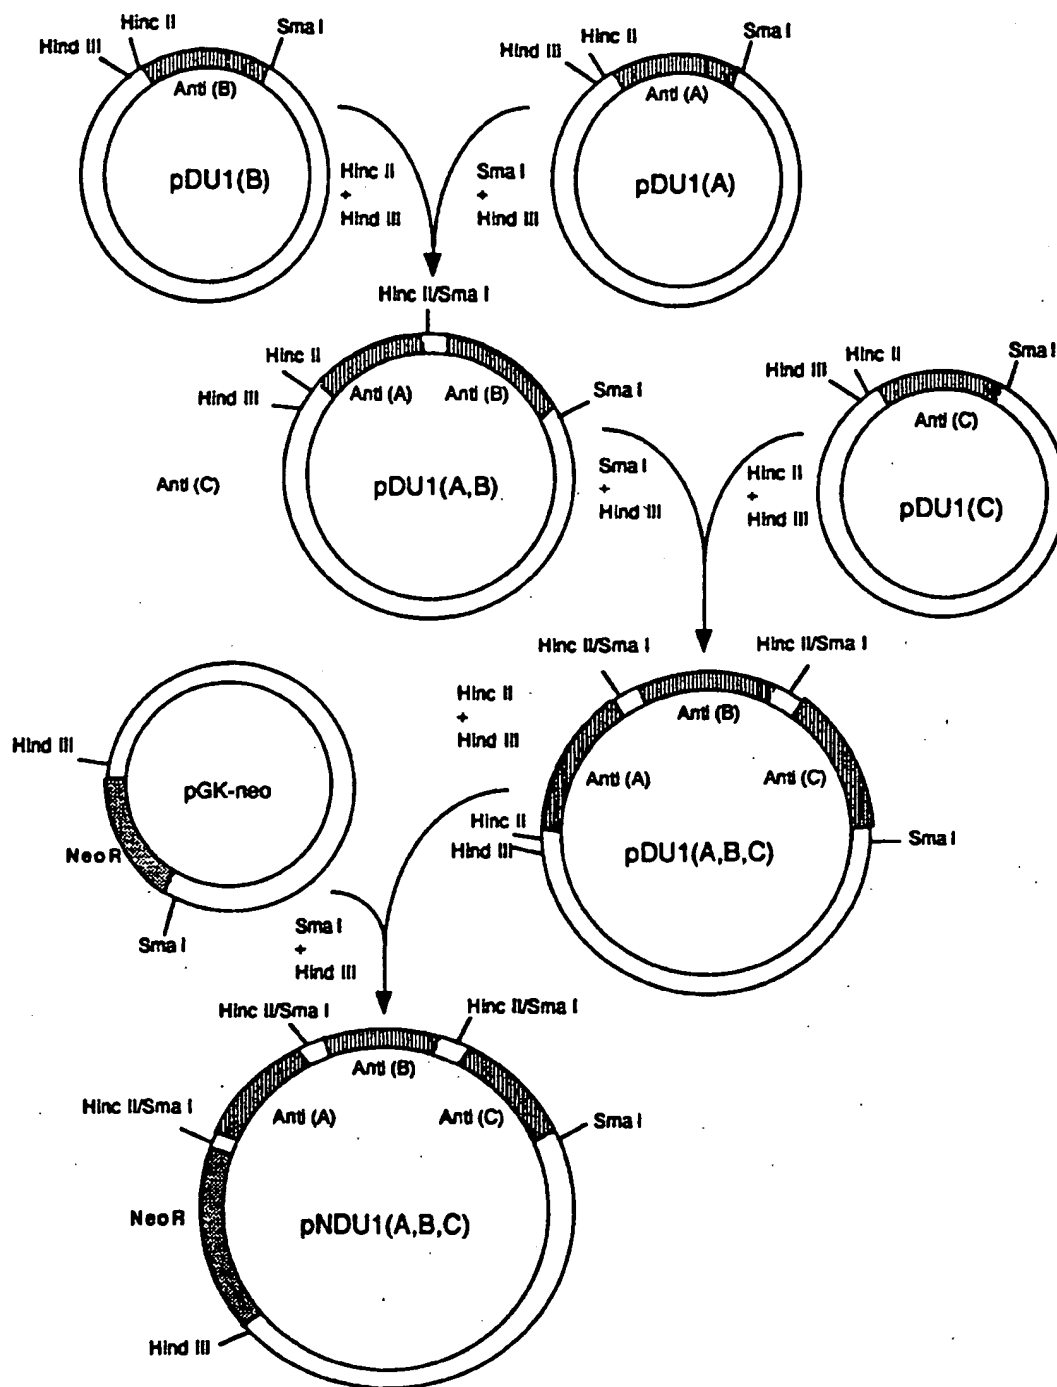 Hinc II
Hind III
Sma I
Anti (B)
pDU1(B)
Hinc II
+
Hind III
Hinc II
Hind III
Sma I
Anti (A)
pDU1(A)
Sma I
+
Hind III
Hinc II/Sma I
Hinc II
Hind III
Anti (A)
Anti (B)
Sma I
pDU1(A,B)
Anti (C)
Sma I
+
Hind III
Hinc II
+
Hind III
Hinc II
Hind III
Sma I
Anti (C)
pDU1(C)
Hinc II/Sma I
Hinc II/Sma I
Hinc II
+
Hind III
Anti (B)
Anti (A)
Anti (C)
Hinc II
Hind III
pDU1(A,B,C)
Sma I
Hind III
pGK-neo
NeoR
Sma I
Sma I
+
Hind III
Hinc II/Sma I
Hinc II/Sma I
Anti (B)
Hinc II/Sma I
Anti (A)
Anti (C)
Sma I
NeoR
pNDU1(A,B,C)
Hind III